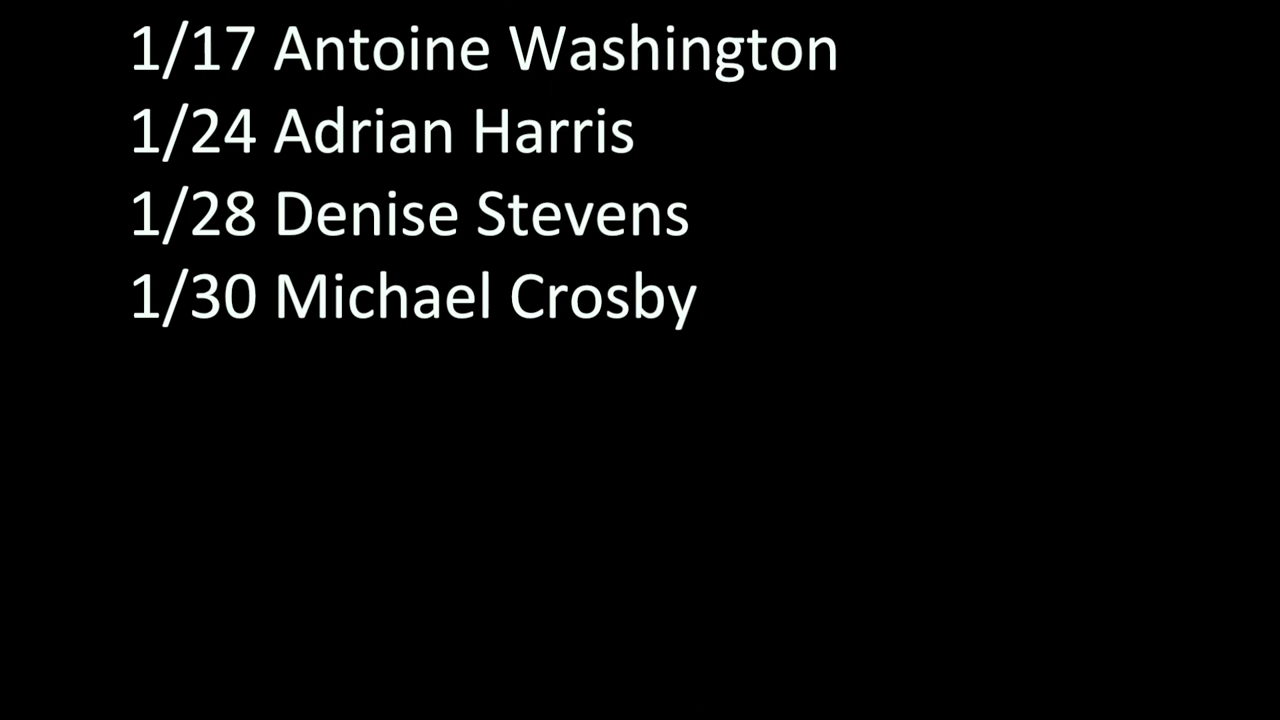 1/17 Antoine Washington
1/24 Adrian Harris
1/28 Denise Stevens
1/30 Michael Crosby